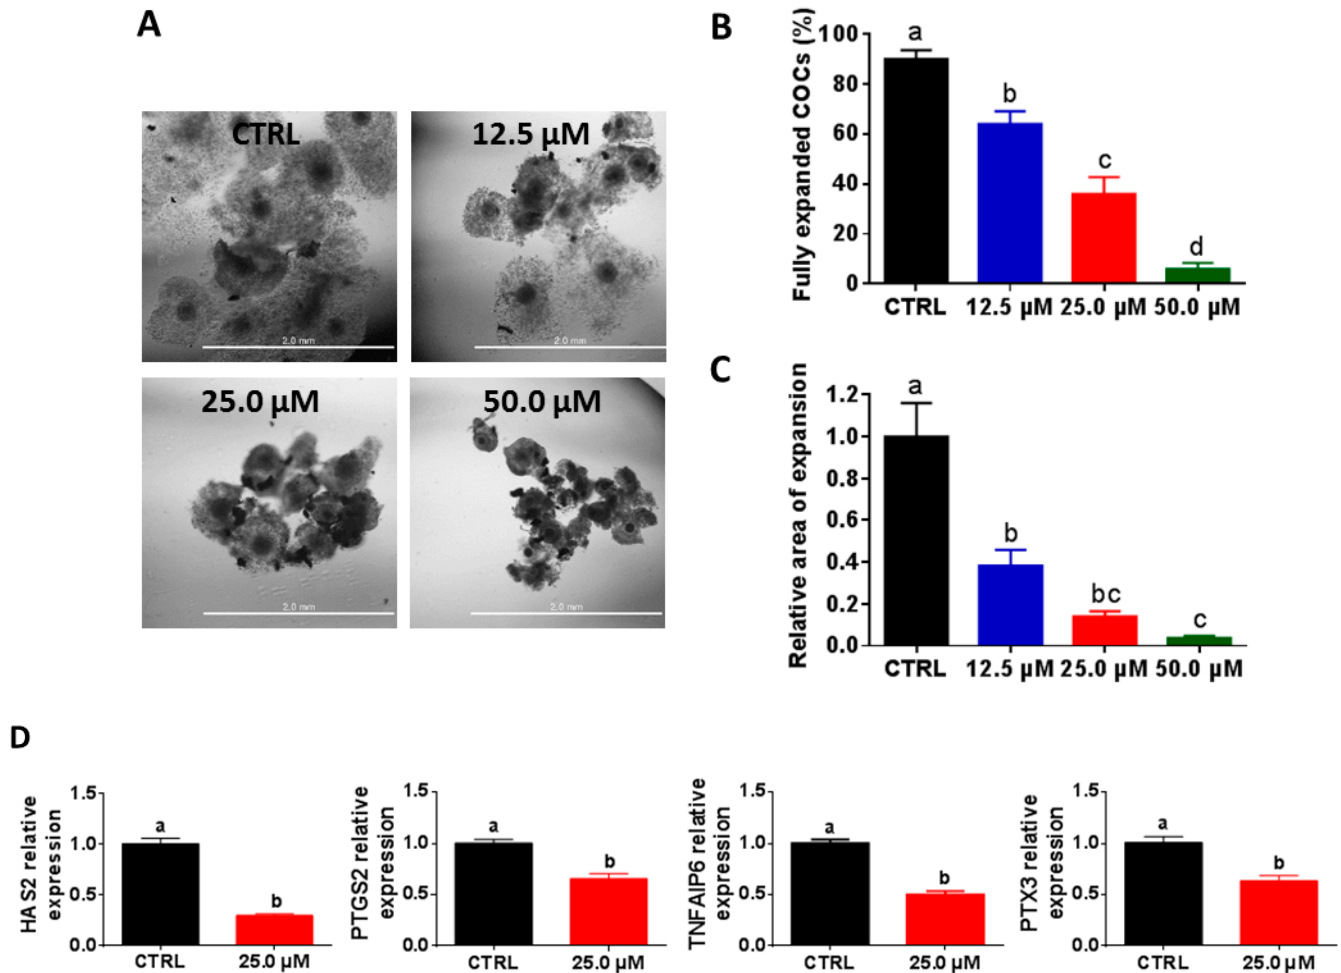 A
CTRL
2.0 mm
12.5 µM
2.0 mm
25.0 µM
2.0 mm
50.0 µM
2.0 mm
B
Fully expanded COCs (%)
100
80
60
40
20
0
a
b
c
d
CTRL 12.5 µM 25.0 µM 50.0 µM
C
Relative area of expansion
1.2
1.0
0.8
0.6
0.4
0.2
0.0
a
b
bc
c
CTRL 12.5 µM 25.0 µM 50.0 µM
D
HAS2 relative
expression
1.5
1.0
0.5
0.0
a
b
CTRL 25.0 µM
PTGS2 relative
expression
1.5
1.0
0.5
0.0
a
b
CTRL 25.0 µM
TNFAIP6 relative
expression
1.5
1.0
0.5
0.0
a
b
CTRL 25.0 µM
PTX3 relative
expression
1.5
1.0
0.5
0.0
a
b
CTRL 25.0 µM